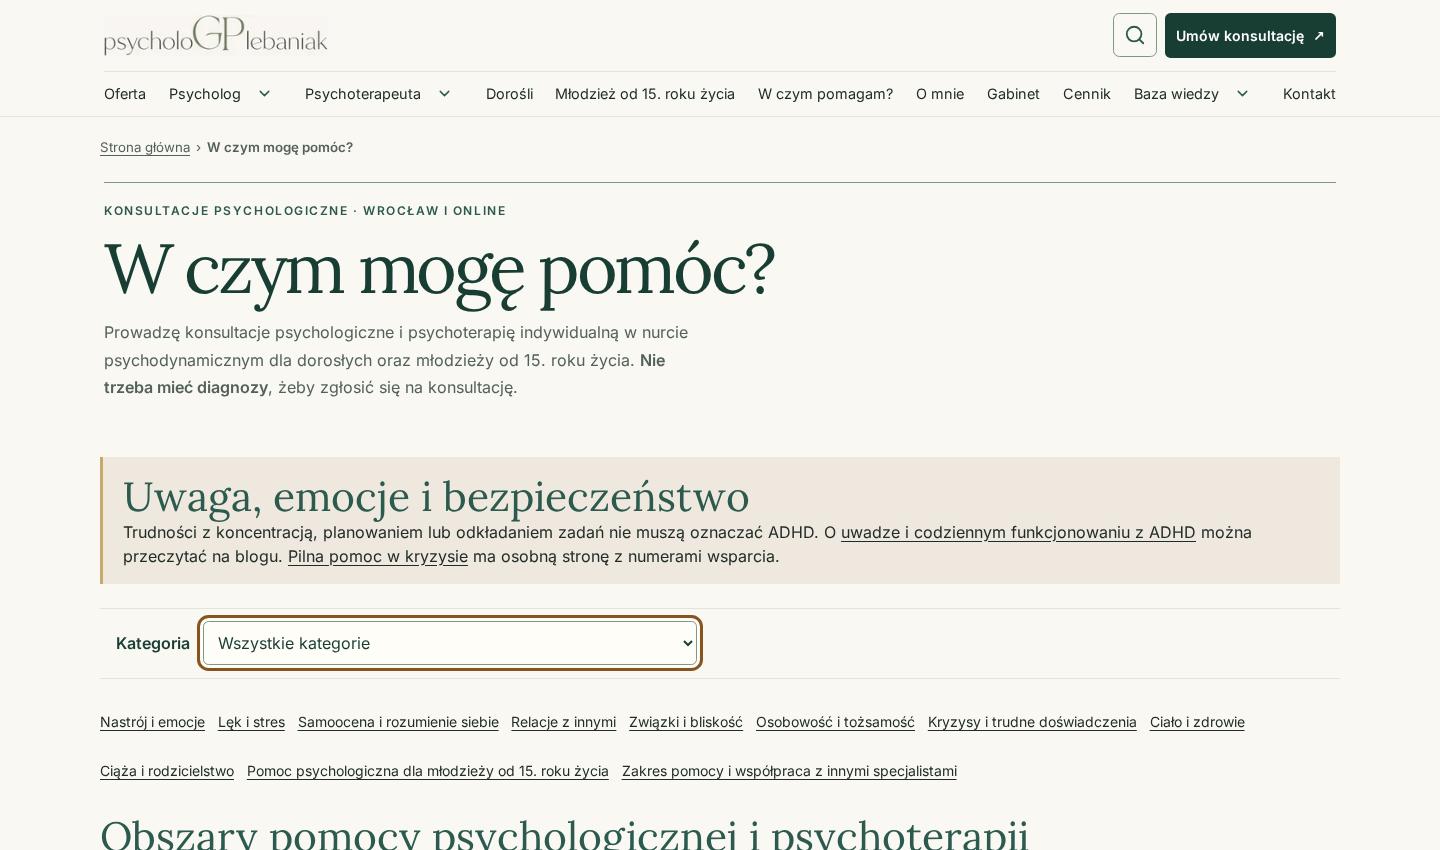 psycholoGPlebaniak
Umów konsultację ↗
Oferta Psycholog Psychoterapeuta Dorośli Młodzież od 15. roku życia W czym pomagam? O mnie Gabinet Cennik Baza wiedzy Kontakt
Strona główna › W czym mogę pomóc?
KONSULTACJE PSYCHOLOGICZNE · WROCŁAW I ONLINE
W czym mogę pomóc?
Prowadzę konsultacje psychologiczne i psychoterapię indywidualną w nurcie
psychodynamicznym dla dorosłych oraz młodzieży od 15. roku życia. Nie
trzeba mieć diagnozy, żeby zgłosić się na konsultację.
Uwaga, emocje i bezpieczeństwo
Trudności z koncentracją, planowaniem lub odkładaniem zadań nie muszą oznaczać ADHD. O uwadze i codziennym funkcjonowaniu z ADHD można
przeczytać na blogu. Pilna pomoc w kryzysie ma osobną stronę z numerami wsparcia.
Kategoria Wszystkie kategorie
Nastrój i emocje Lęk i stres Samoocena i rozumienie siebie Relacje z innymi Związki i bliskość Osobowość i tożsamość Kryzysy i trudne doświadczenia Ciało i zdrowie
Ciąża i rodzicielstwo Pomoc psychologiczna dla młodzieży od 15. roku życia Zakres pomocy i współpraca z innymi specjalistami
Obszary pomocy psychologicznej i psychoterapii